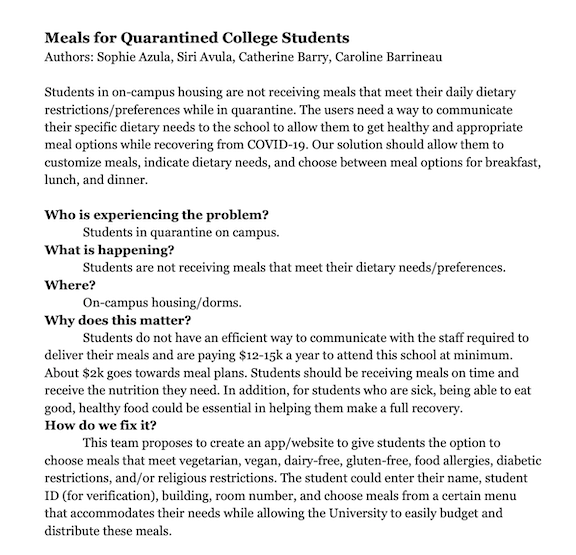 Meals for Quarantined College Students
Authors: Sophie Azula, Siri Avula, Catherine Barry, Caroline Barrineau
Students in on-campus housing are not receiving meals that meet their daily dietary
restrictions/preferences while in quarantine. The users need a way to communicate
their specific dietary needs to the school to allow them to get healthy and appropriate
meal options while recovering from COVID-19. Our solution should allow them to
customize meals, indicate dietary needs, and choose between meal options for breakfast,
lunch, and dinner.
Who is experiencing the problem?
Students in quarantine on campus.
What is happening?
Students are not receiving meals that meet their dietary needs/preferences.
Where?
On-campus housing/dorms.
Why does this matter?
Students do not have an efficient way to communicate with the staff required to
deliver their meals and are paying $12-15k a year to attend this school at minimum.
About $2k goes towards meal plans. Students should be receiving meals on time and
receive the nutrition they need. In addition, for students who are sick, being able to eat
good, healthy food could be essential in helping them make a full recovery.
How do we fix it?
This team proposes to create an app/website to give students the option to
choose meals that meet vegetarian, vegan, dairy-free, gluten-free, food allergies, diabetic
restrictions, and/or religious restrictions. The student could enter their name, student
ID (for verification), building, room number, and choose meals from a certain menu
that accommodates their needs while allowing the University to easily budget and
distribute these meals.